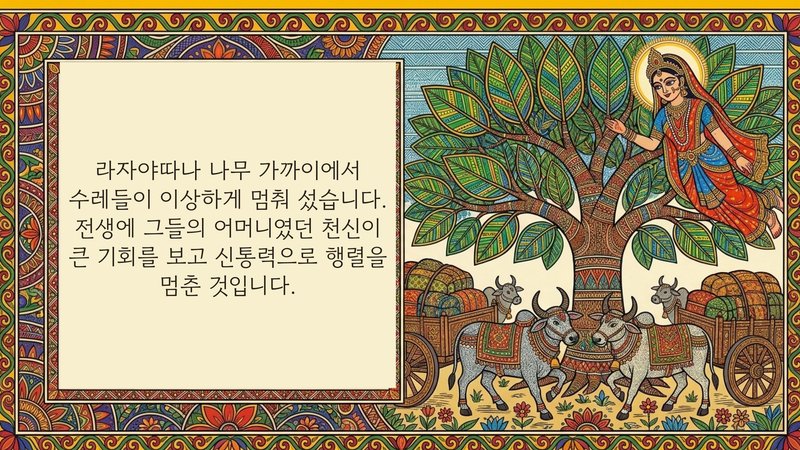 라자야따나 나무 가까이에서
수레들이 이상하게 멈춰 섰습니다.
전생에 그들의 어머니였던 천신이
큰 기회를 보고 신통력으로 행렬을
멈춘 것입니다.